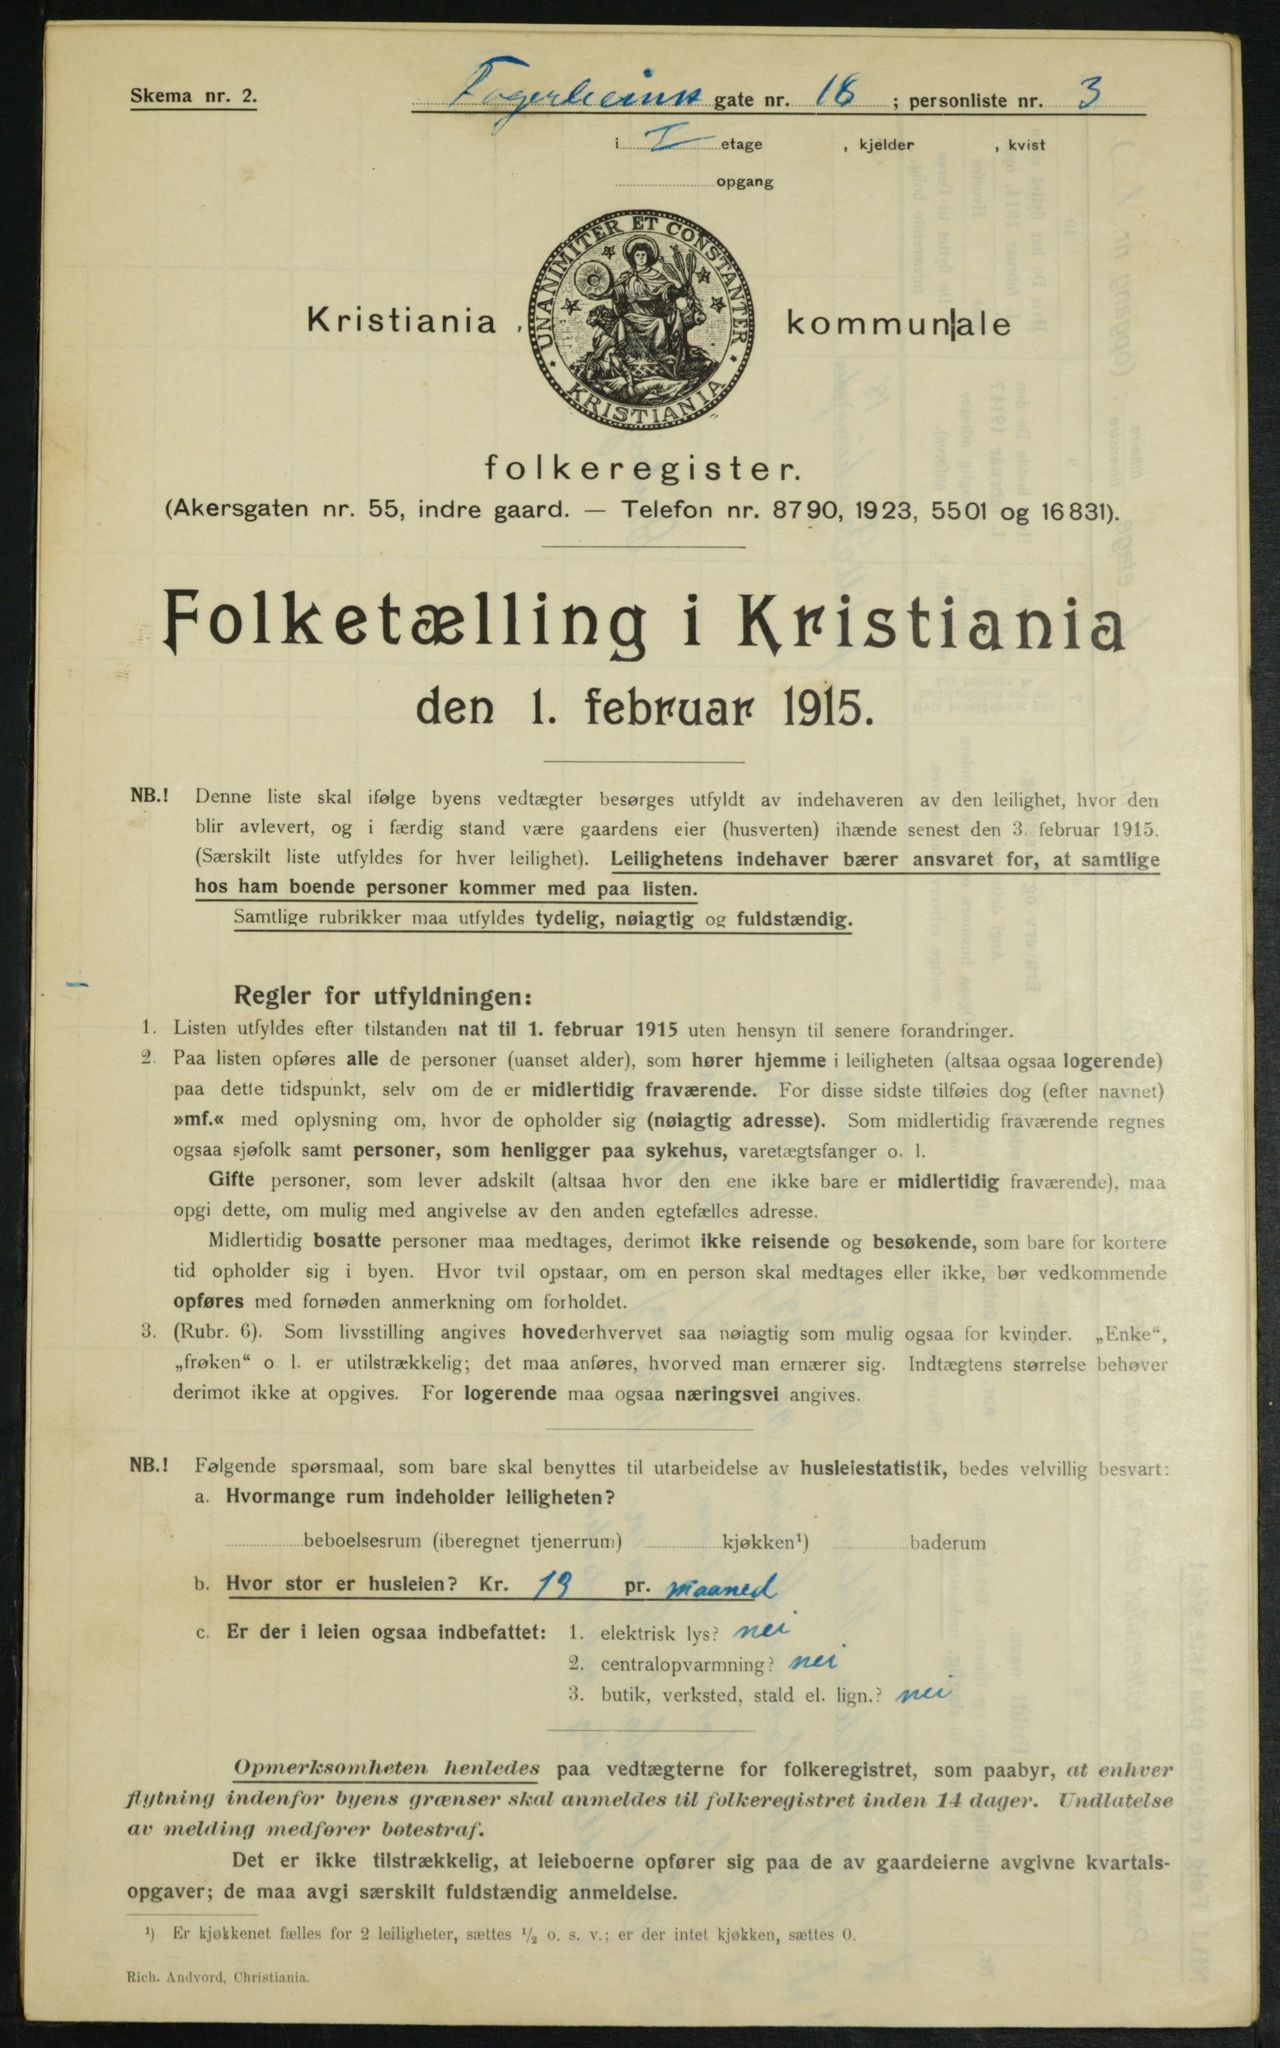 Skema nr. 2.
Fagerheims gate nr. 18 ; personliste nr. 3
i I etage , kjelder , kvist
opgang
UNANIMITER ET CONSTANTER
KRISTIANIA
Kristiania kommunale
folkeregister.
(Akersgaten nr. 55, indre gaard. — Telefon nr. 8790, 1923, 5501 og 16831).
Folketælling i Kristiania
den 1. februar 1915.
NB.! Denne liste skal ifølge byens vedtægter besørges utfyldt av indehaveren av den leilighet, hvor den
blir avlevert, og i færdig stand være gaardens eier (husverten) ihænde senest den 3. februar 1915.
(Særskilt liste utfyldes for hver leilighet). Leilighetens indehaver bærer ansvaret for, at samtlige
hos ham boende personer kommer med paa listen.
Samtlige rubrikker maa utfyldes tydelig, nøiagtig og fuldstændig.
Regler for utfyldningen:
1. Listen utfyldes efter tilstanden nat til 1. februar 1915 uten hensyn til senere forandringer.
2. Paa listen opføres alle de personer (uanset alder), som hører hjemme i leiligheten (altsaa ogsaa logerende)
paa dette tidspunkt, selv om de er midlertidig fraværende. For disse sidste tilføies dog (efter navnet)
»mf.« med oplysning om, hvor de opholder sig (nøiagtig adresse). Som midlertidig fraværende regnes
ogsaa sjøfolk samt personer, som henligger paa sykehus, varetægtsfanger o. l.
Gifte personer, som lever adskilt (altsaa hvor den ene ikke bare er midlertidig fraværende), maa
opgi dette, om mulig med angivelse av den anden egtefælles adresse.
Midlertidig bosatte personer maa medtages, derimot ikke reisende og besøkende, som bare for kortere
tid opholder sig i byen. Hvor tvil opstaar, om en person skal medtages eller ikke, bør vedkommende
opføres med fornøden anmerkning om forholdet.
3. (Rubr. 6). Som livsstilling angives hovederhvervet saa nøiagtig som mulig ogsaa for kvinder. „Enke“,
„frøken“ o l. er utilstrækkelig; det maa anføres, hvorved man ernærer sig. Indtægtens størrelse behøver
derimot ikke at opgives. For logerende maa ogsaa næringsvei angives.
NB.! Følgende spørsmaal, som bare skal benyttes til utarbeidelse av husleiestatistik, bedes velvillig besvart:
a. Hvormange rum indeholder leiligheten?
beboelsesrum (iberegnet tjenerrum) kjøkken¹) baderum
b. Hvor stor er husleien? Kr. 19 pr. maaned
c. Er der i leien ogsaa indbefattet: 1. elektrisk lys? nei
2. centralopvarmning? nei
3. butik, verksted, stald el. lign.? nei
Opmerksomheten henledes paa vedtægterne for folkeregistret, som paabyr, at enhver
flytning indenfor byens grænser skal anmeldes til folkeregistret inden 14 dager. Undlatelse
av melding medfører bøtestraf.
Det er ikke tilstrækkelig, at leieboerne opfører sig paa de av gaardeierne avgivne kvartals-
opgaver; de maa avgi særskilt fuldstændig anmeldelse.
¹) Er kjøkkenet fælles for 2 leiligheter, sættes ½ o. s. v.; er der intet kjøkken, sættes 0.
Rich. Andvord, Christiania.